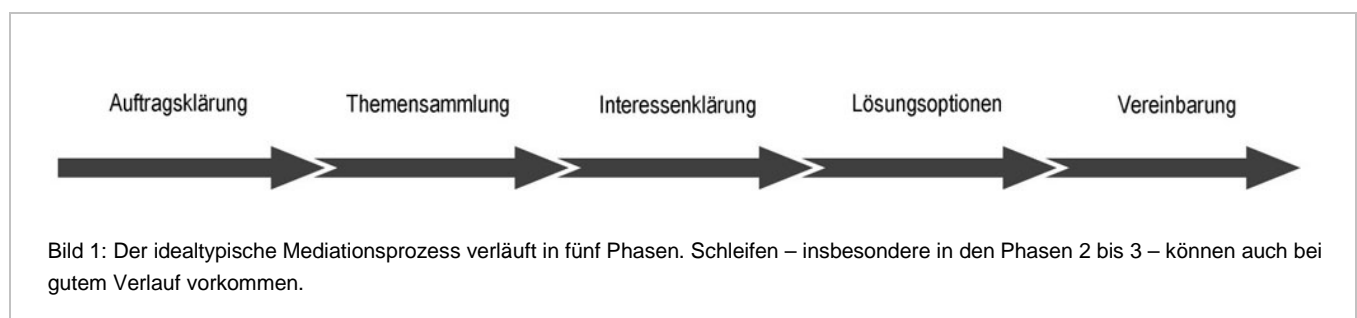 Auftragsklärung Themensammlung Interessenklärung Lösungsoptionen Vereinbarung
Bild 1: Der idealtypische Mediationsprozess verläuft in fünf Phasen. Schleifen – insbesondere in den Phasen 2 bis 3 – können auch bei
gutem Verlauf vorkommen.